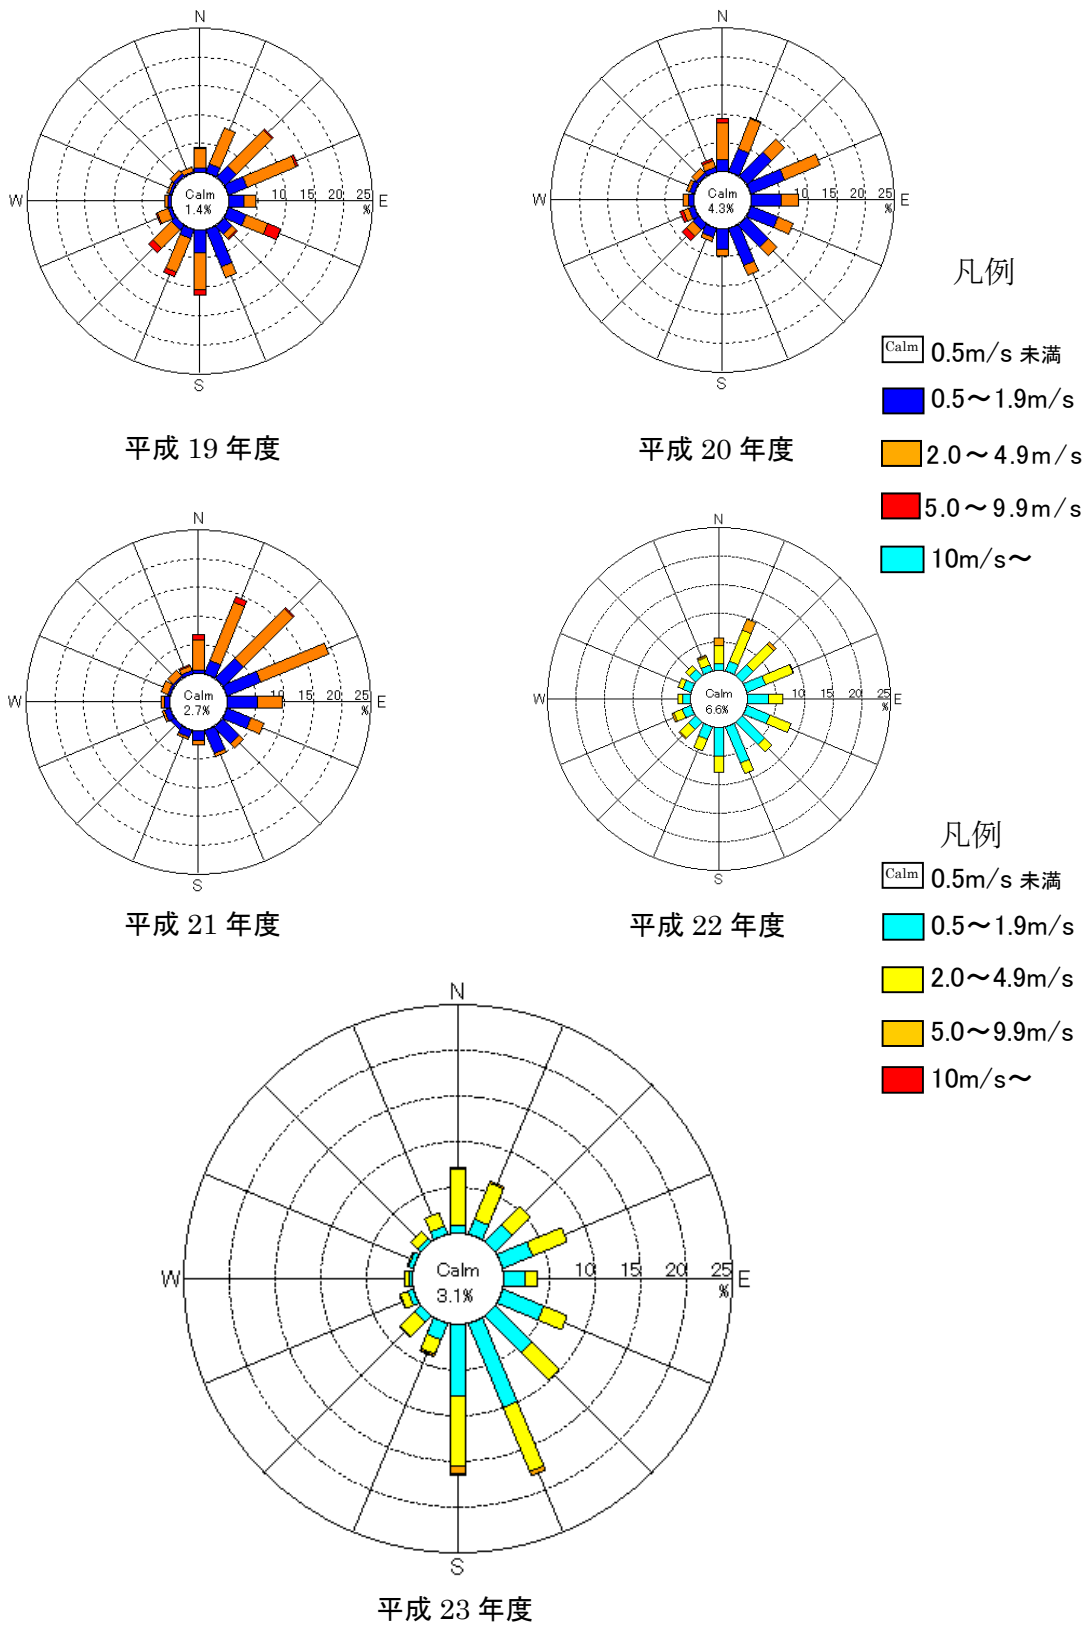 N
W
Calm
1.4%
10 15 20 25
%
E
S
平成 19 年度
N
W
Calm
4.3%
10 15 20 25
%
E
S
平成 20 年度
凡例
Calm 0.5m/s 未満
0.5～1.9m/s
2.0～4.9m/s
5.0～9.9m/s
10m/s～
N
W
Calm
2.7%
10 15 20 25
%
E
S
平成 21 年度
N
W
Calm
6.6%
10 15 20 25
%
E
S
平成 22 年度
凡例
Calm 0.5m/s 未満
0.5～1.9m/s
2.0～4.9m/s
5.0～9.9m/s
10m/s～
N
W
Calm
3.1%
10 15 20 25
%
E
S
平成 23 年度